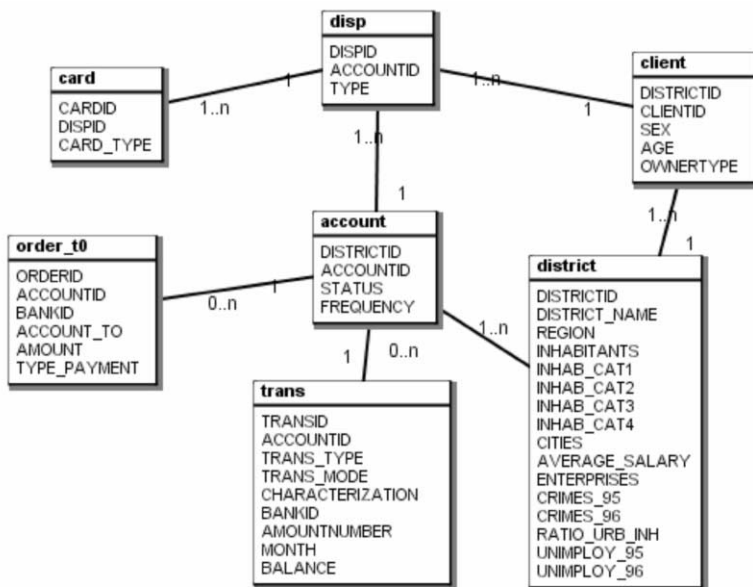 disp
DISPID
ACCOUNTID
TYPE
card
CARDID
DISPID
CARD_TYPE
client
DISTRICTID
CLIENTID
SEX
AGE
OWNERTYPE
1
1..n
1..n
1
1..n
1
1..n
1
account
DISTRICTID
ACCOUNTID
STATUS
FREQUENCY
order_t0
ORDERID
ACCOUNTID
BANKID
ACCOUNT_TO
AMOUNT
TYPE_PAYMENT
1
0..n
1..n
1
0..n
district
DISTRICTID
DISTRICT_NAME
REGION
INHABITANTS
INHAB_CAT1
INHAB_CAT2
INHAB_CAT3
INHAB_CAT4
CITIES
AVERAGE_SALARY
ENTERPRISES
CRIMES_95
CRIMES_96
RATIO_URB_INH
UNIMPLOY_95
UNIMPLOY_96
trans
TRANSID
ACCOUNTID
TRANS_TYPE
TRANS_MODE
CHARACTERIZATION
BANKID
AMOUNTNUMBER
MONTH
BALANCE